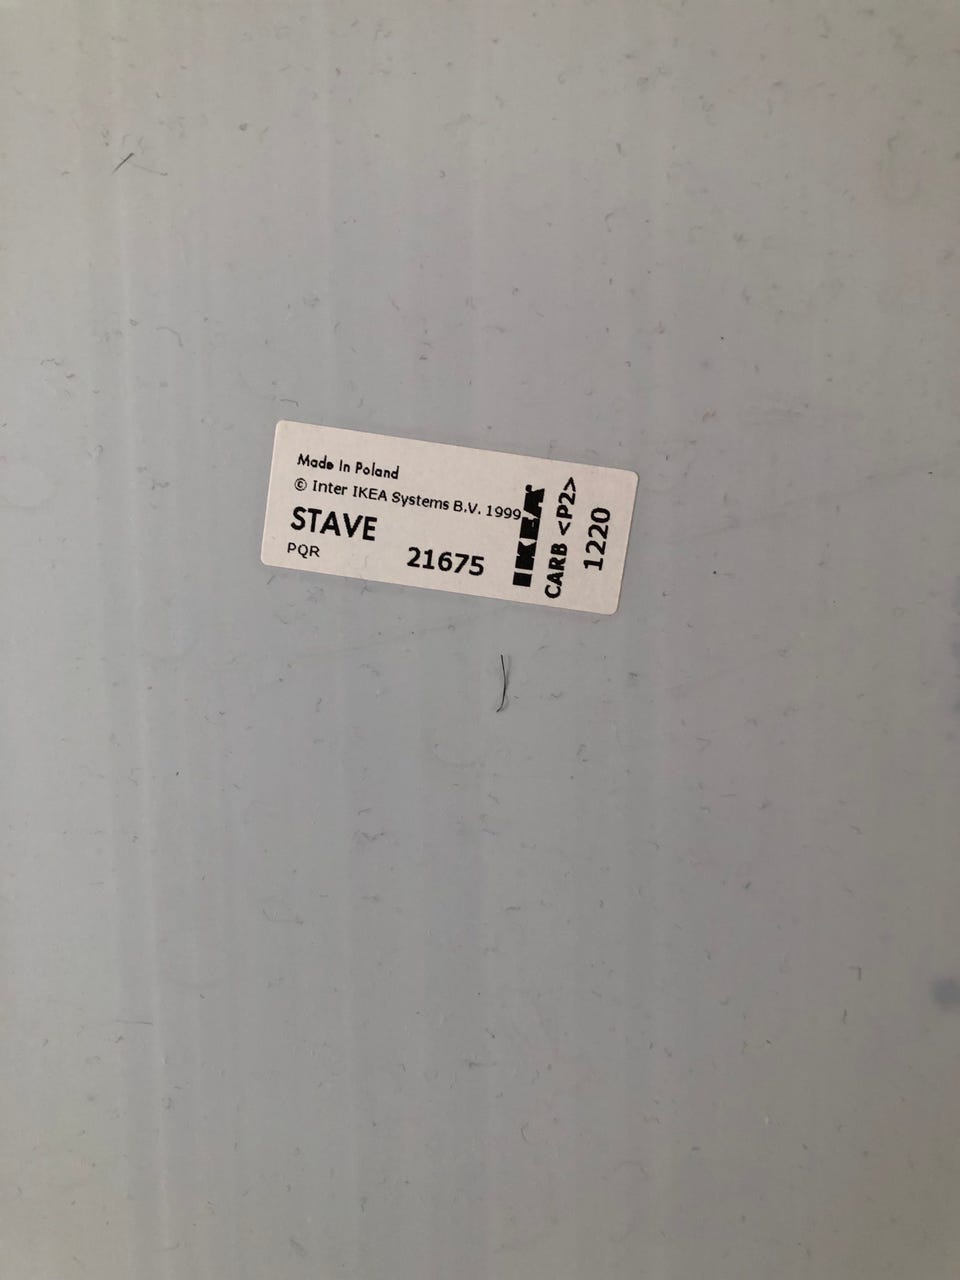 Made In Poland
© Inter IKEA Systems B.V. 1999
STAVE
PQR
21675
IKEA
CARB <P2>
1220